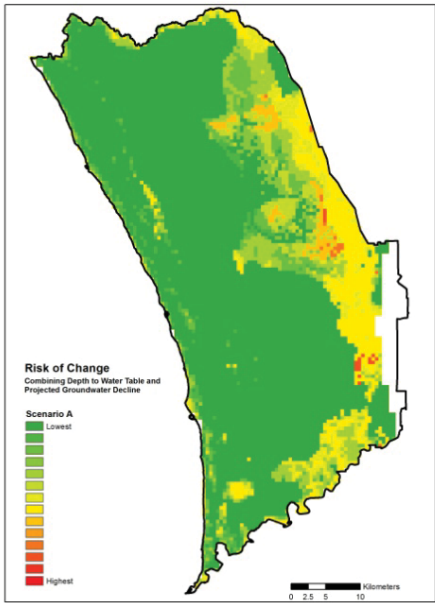 Risk of Change
Combining Depth to Water Table and
Projected Groundwater Decline
Scenario A
Lowest
Highest
Kilometers
0 2.5 5 10